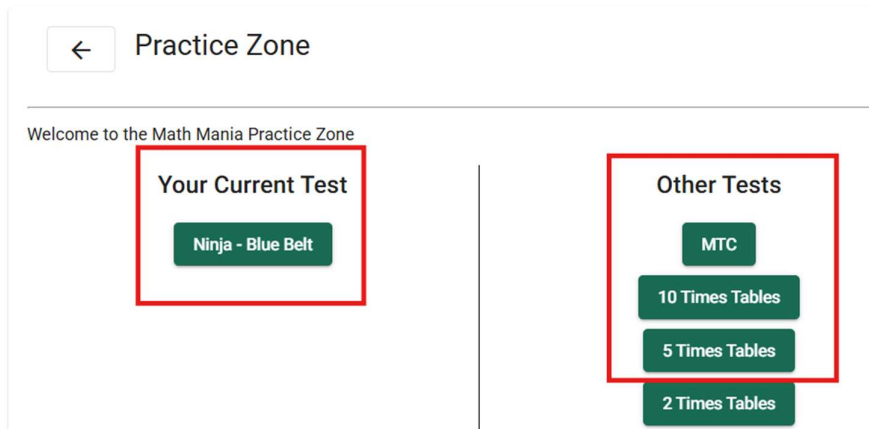 Practice Zone
Welcome to the Math Mania Practice Zone
Your Current Test
Ninja - Blue Belt
Other Tests
MTC
10 Times Tables
5 Times Tables
2 Times Tables